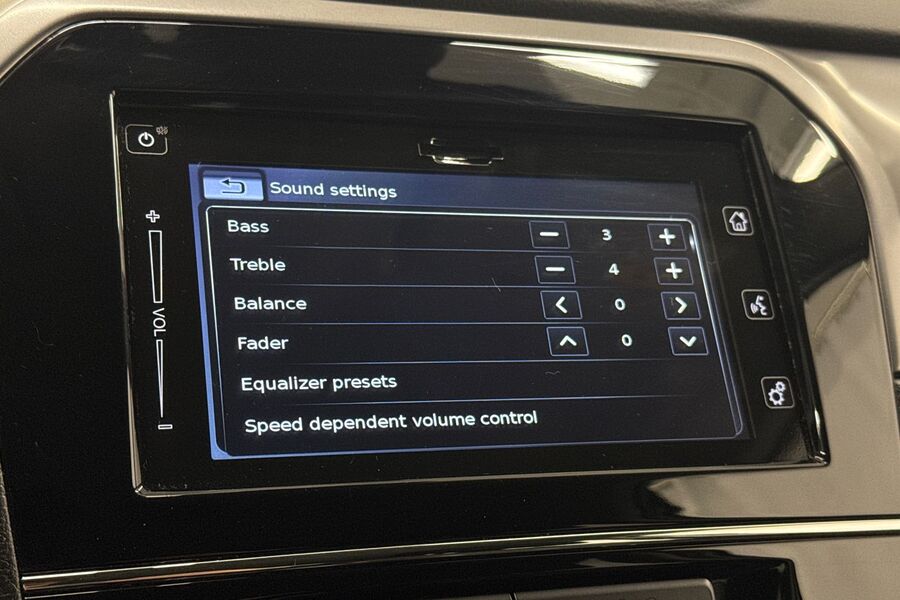 Sound settings
Bass − 3 +
Treble − 4 +
Balance < 0 >
Fader 0
Equalizer presets
Speed dependent volume control
+
VOL
−